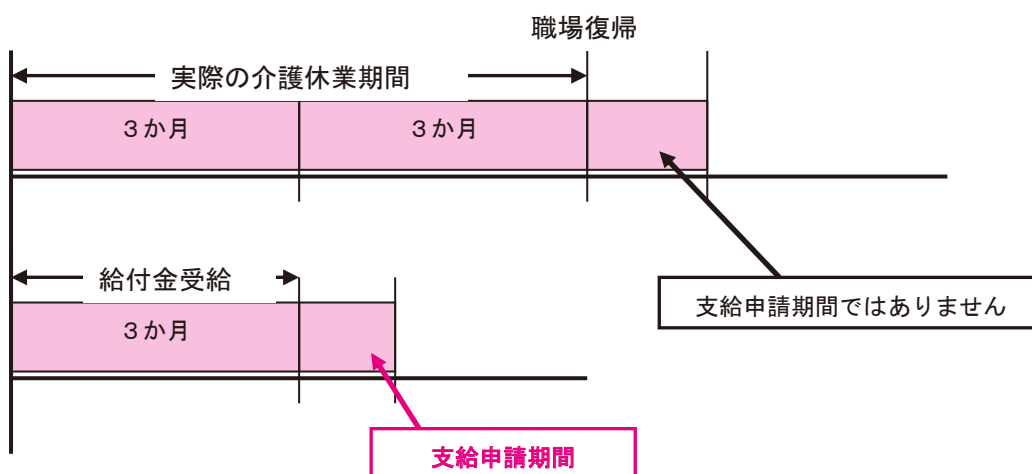 職場復帰
実際の介護休業期間
３か月
３か月
給付金受給
支給申請期間ではありません
３か月
支給申請期間